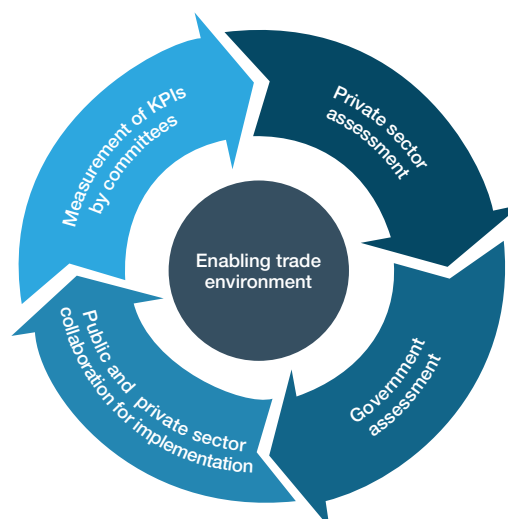 Measurement of KPIs
by committees
Private sector
assessment
Enabling trade
environment
Government
assessment
Public and private sector
collaboration for implementation